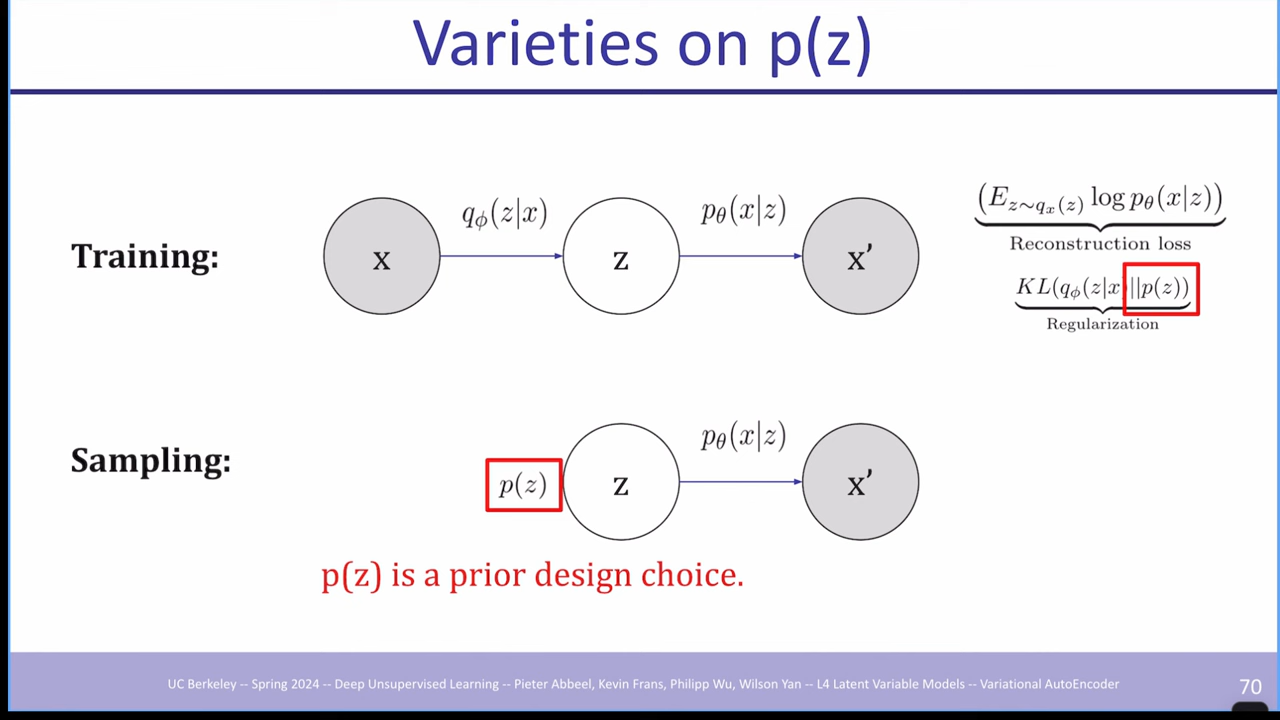 Varieties on p(z)
Training:
x
q_ϕ(z|x)
z
p_θ(x|z)
x'
(E_{z∼q_x(z)} log p_θ(x|z))
Reconstruction loss
KL(q_ϕ(z|x)||p(z))
Regularization
Sampling:
p(z)
z
p_θ(x|z)
x'
p(z) is a prior design choice.
UC Berkeley -- Spring 2024 -- Deep Unsupervised Learning -- Pieter Abbeel, Kevin Frans, Philipp Wu, Wilson Yan -- L4 Latent Variable Models -- Variational AutoEncoder
70